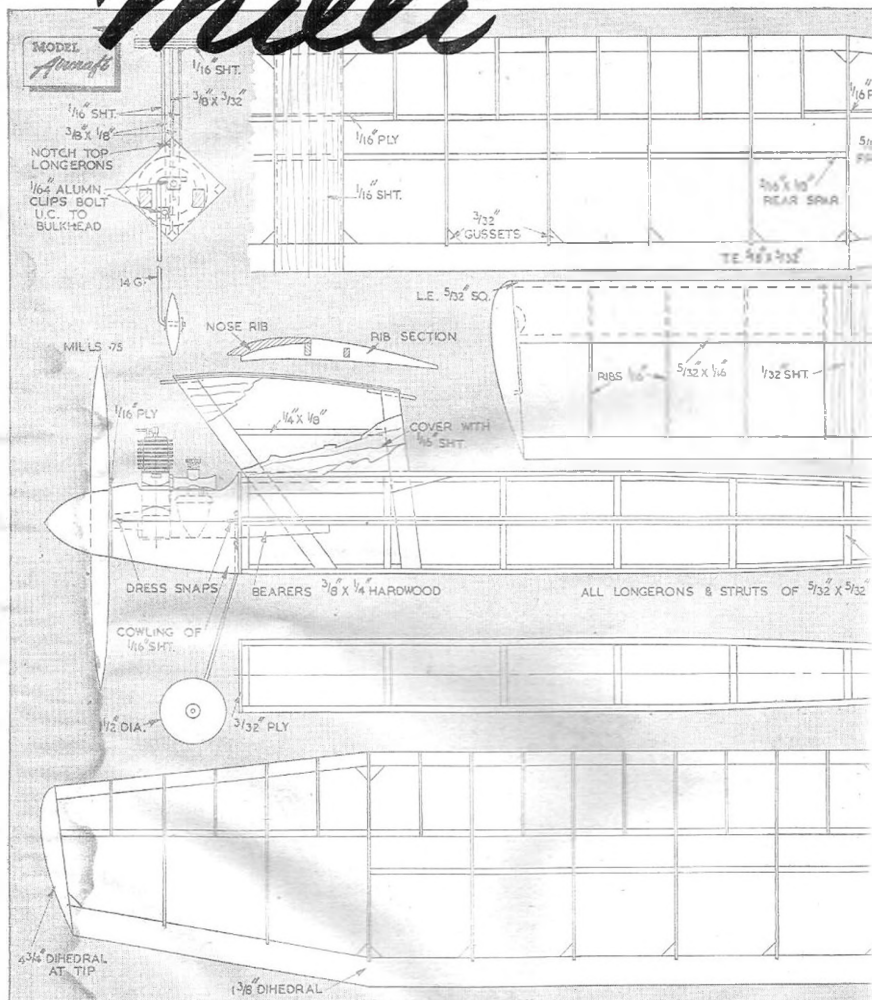 Milli
MODEL
Aircraft
1/16" SHT.
3/8" X 3/32"
1/16" SHT.
3/8" X 1/8"
NOTCH TOP
LONGERONS
1/64" ALUMN
CLIPS BOLT
U.C. TO
BULKHEAD
14 G.
1/16" PLY
1/16" SHT.
3/32"
GUSSETS
REAR SPAR
T.E. 5/8" X 3/32"
L.E. 5/32" SQ.
NOSE RIB
RIB SECTION
MILLS .75
RIBS 1/16"
5/32" X 1/16"
1/32" SHT.
1/16" PLY
1/4" X 1/8"
COVER WITH
1/16" SHT.
DRESS SNAPS
BEARERS 3/8" X 1/4" HARDWOOD
ALL LONGERONS & STRUTS OF 5/32" X 5/32"
COWLING OF
1/16" SHT.
1 1/2" DIA.
3/32" PLY
4 3/4" DIHEDRAL
AT TIP
1 3/8" DIHEDRAL